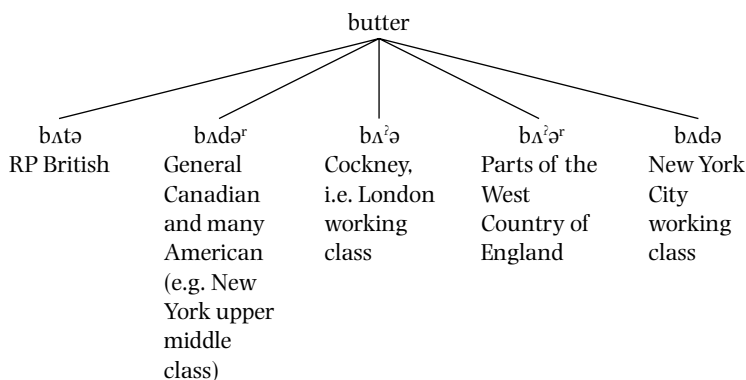 butter
bʌtə
RP British
bʌdəʳ
General
Canadian
and many
American
(e.g. New
York upper
middle
class)
bʌˀə
Cockney,
i.e. London
working
class
bʌˀəʳ
Parts of the
West
Country of
England
bʌdə
New York
City
working
class